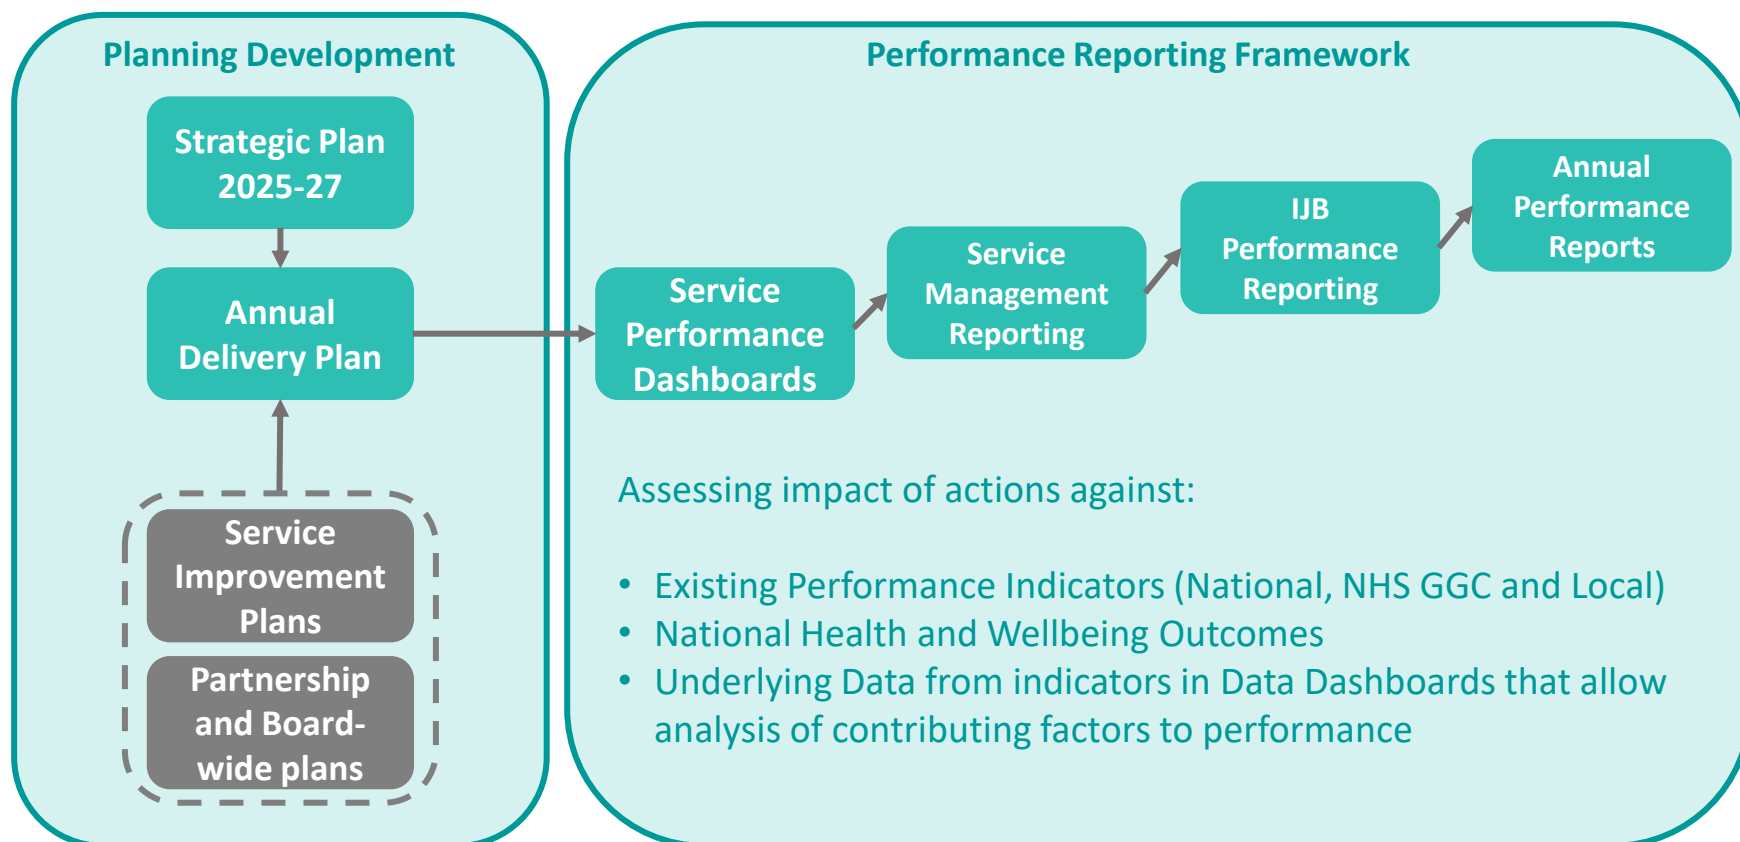 Planning Development
Strategic Plan
2025-27
Annual
Delivery Plan
Service
Improvement
Plans
Partnership
and Board-
wide plans
Performance Reporting Framework
Service
Performance
Dashboards
Service
Management
Reporting
IJB
Performance
Reporting
Annual
Performance
Reports
Assessing impact of actions against:
• Existing Performance Indicators (National, NHS GGC and Local)
• National Health and Wellbeing Outcomes
• Underlying Data from indicators in Data Dashboards that allow
analysis of contributing factors to performance